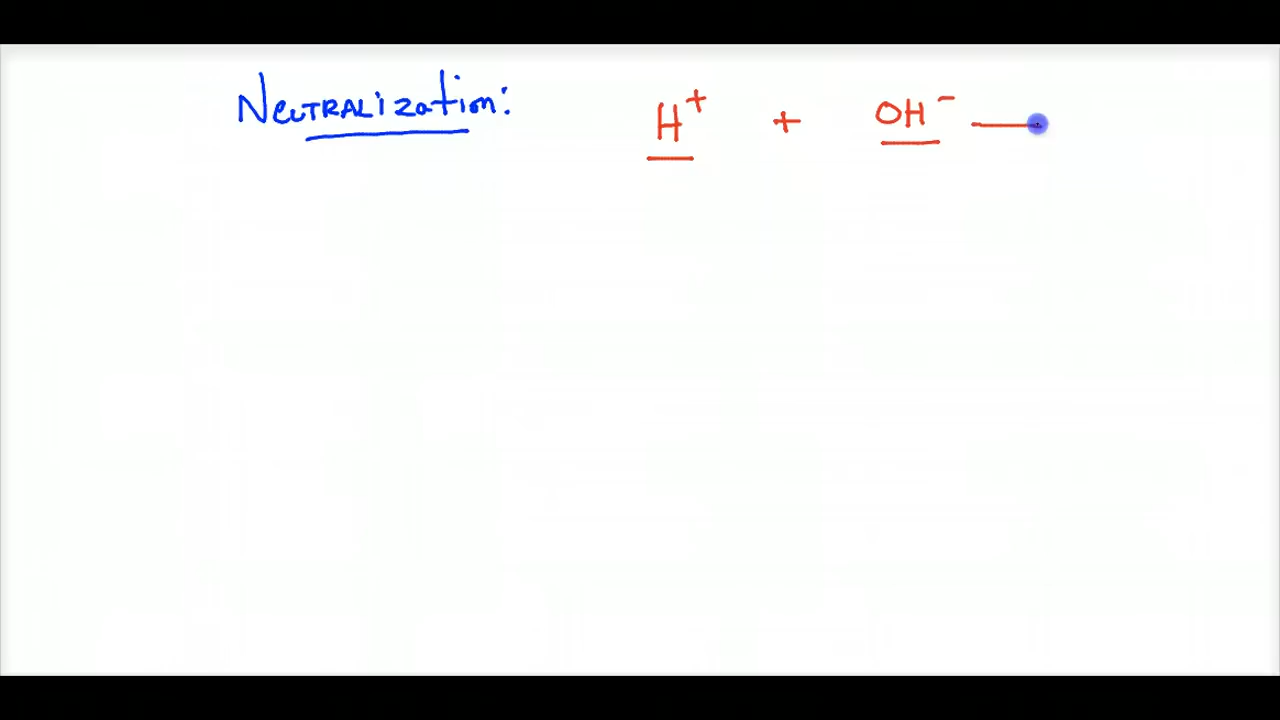 Neutralization: H⁺ + OH⁻ —